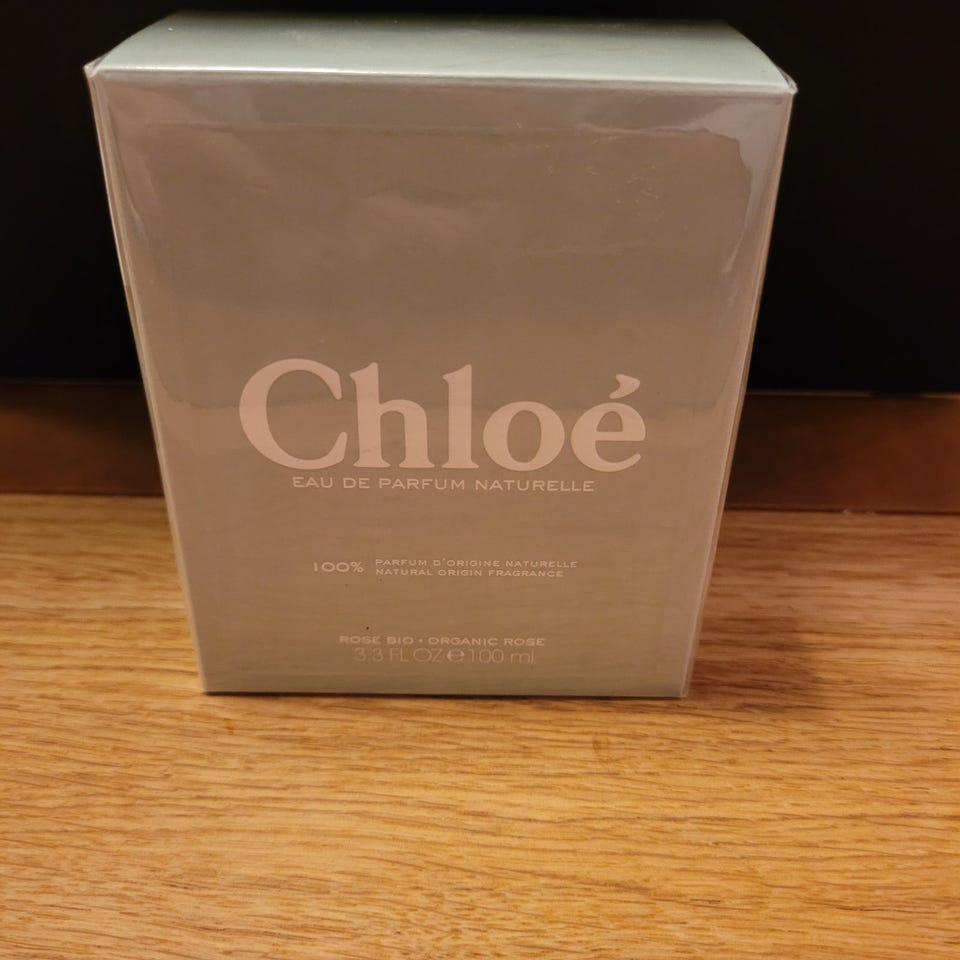 Chloé
EAU DE PARFUM NATURELLE
100% PARFUM D'ORIGINE NATURELLE
NATURAL ORIGIN FRAGRANCE
ROSE BIO • ORGANIC ROSE
3.3 FL OZ ℮ 100 ml